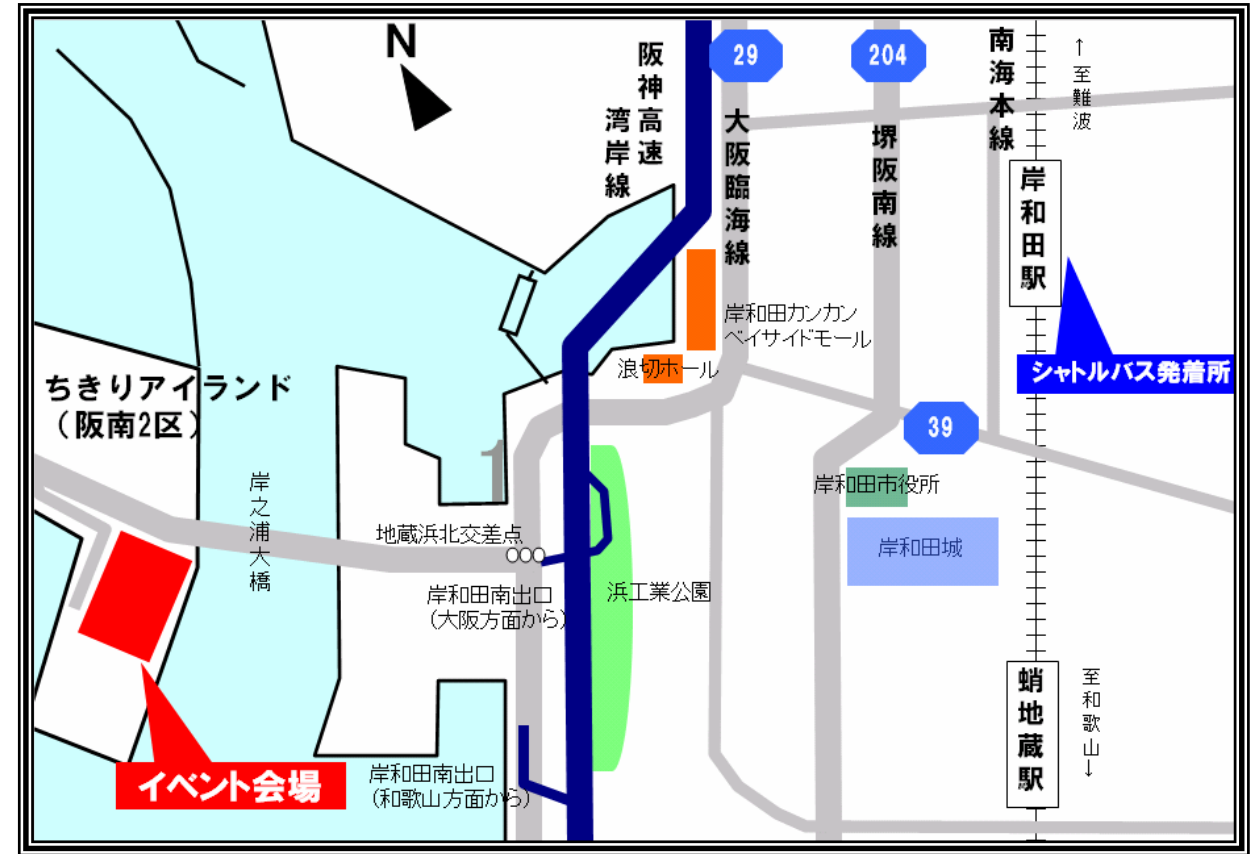 N
阪神高速
湾岸線
29
大阪臨海線
204
堺阪南線
南海本線
↑至難波
岸和田駅
シャトルバス発着所
岸和田カンカン
ベイサイドモール
浪切ホール
ちきりアイランド
(阪南2区)
39
岸之浦大橋
1
岸和田市役所
地蔵浜北交差点
岸和田城
岸和田南出口
(大阪方面から)
浜工業公園
蛸地蔵駅
至和歌山↓
イベント会場
岸和田南出口
(和歌山方面から)